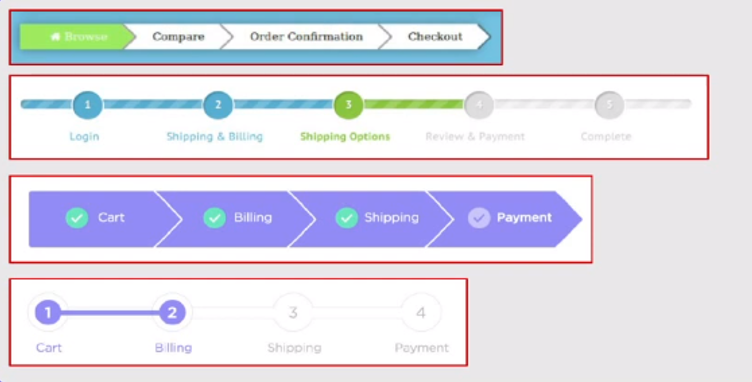 Browse Compare Order Confirmation Checkout
1 2 3 4 5
Login Shipping & Billing Shipping Options Review & Payment Complete
Cart Billing Shipping Payment
1 2 3 4
Cart Billing Shipping Payment